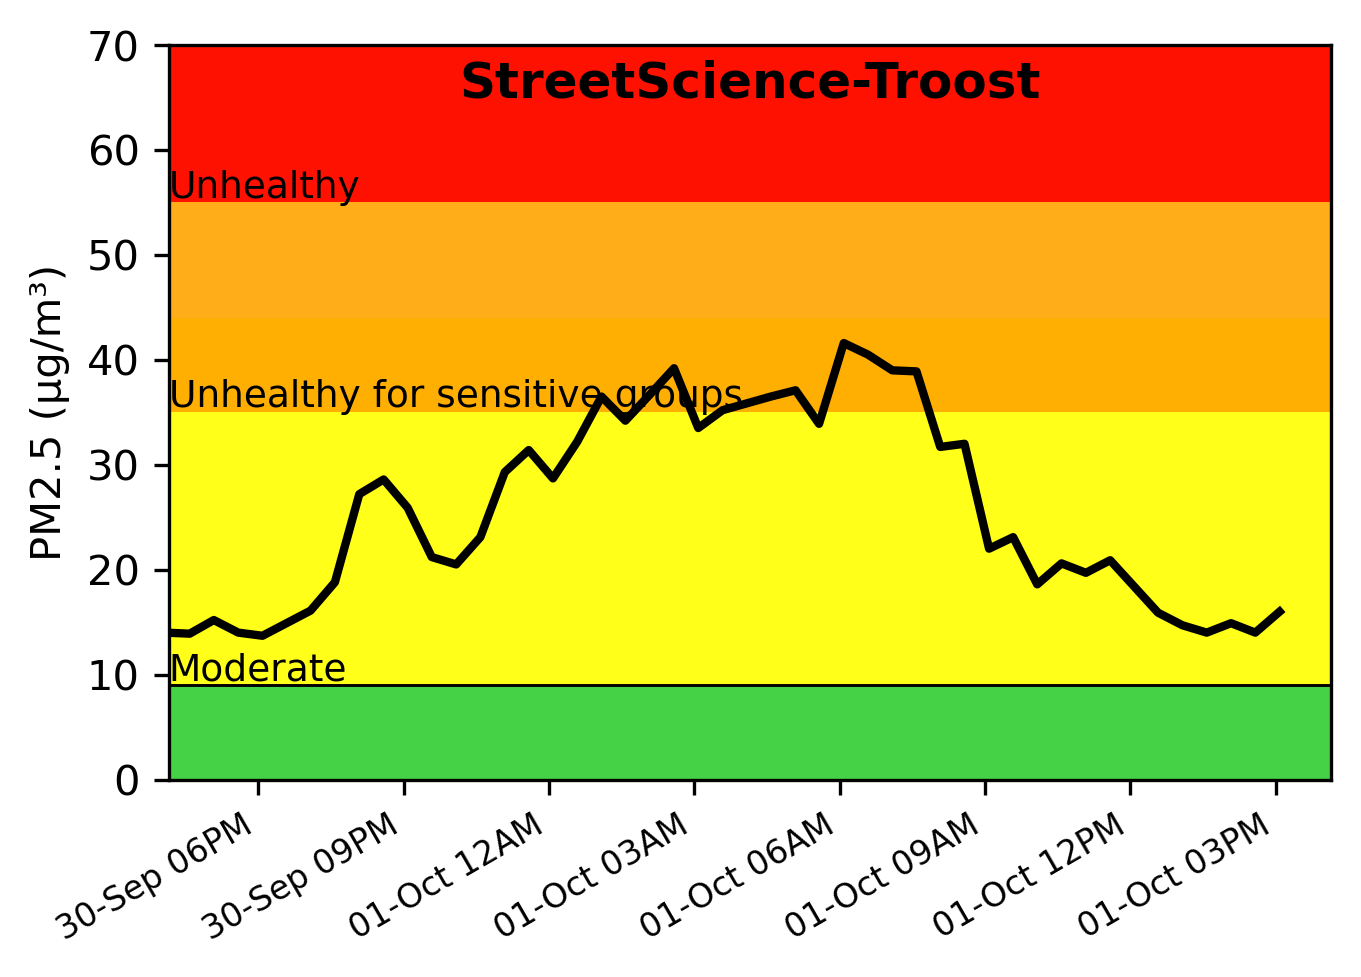 StreetScience-Troost
PM2.5 (µg/m³)
70
60
50
40
30
20
10
0
Unhealthy
Unhealthy for sensitive groups
Moderate
30-Sep 06PM
30-Sep 09PM
01-Oct 12AM
01-Oct 03AM
01-Oct 06AM
01-Oct 09AM
01-Oct 12PM
01-Oct 03PM